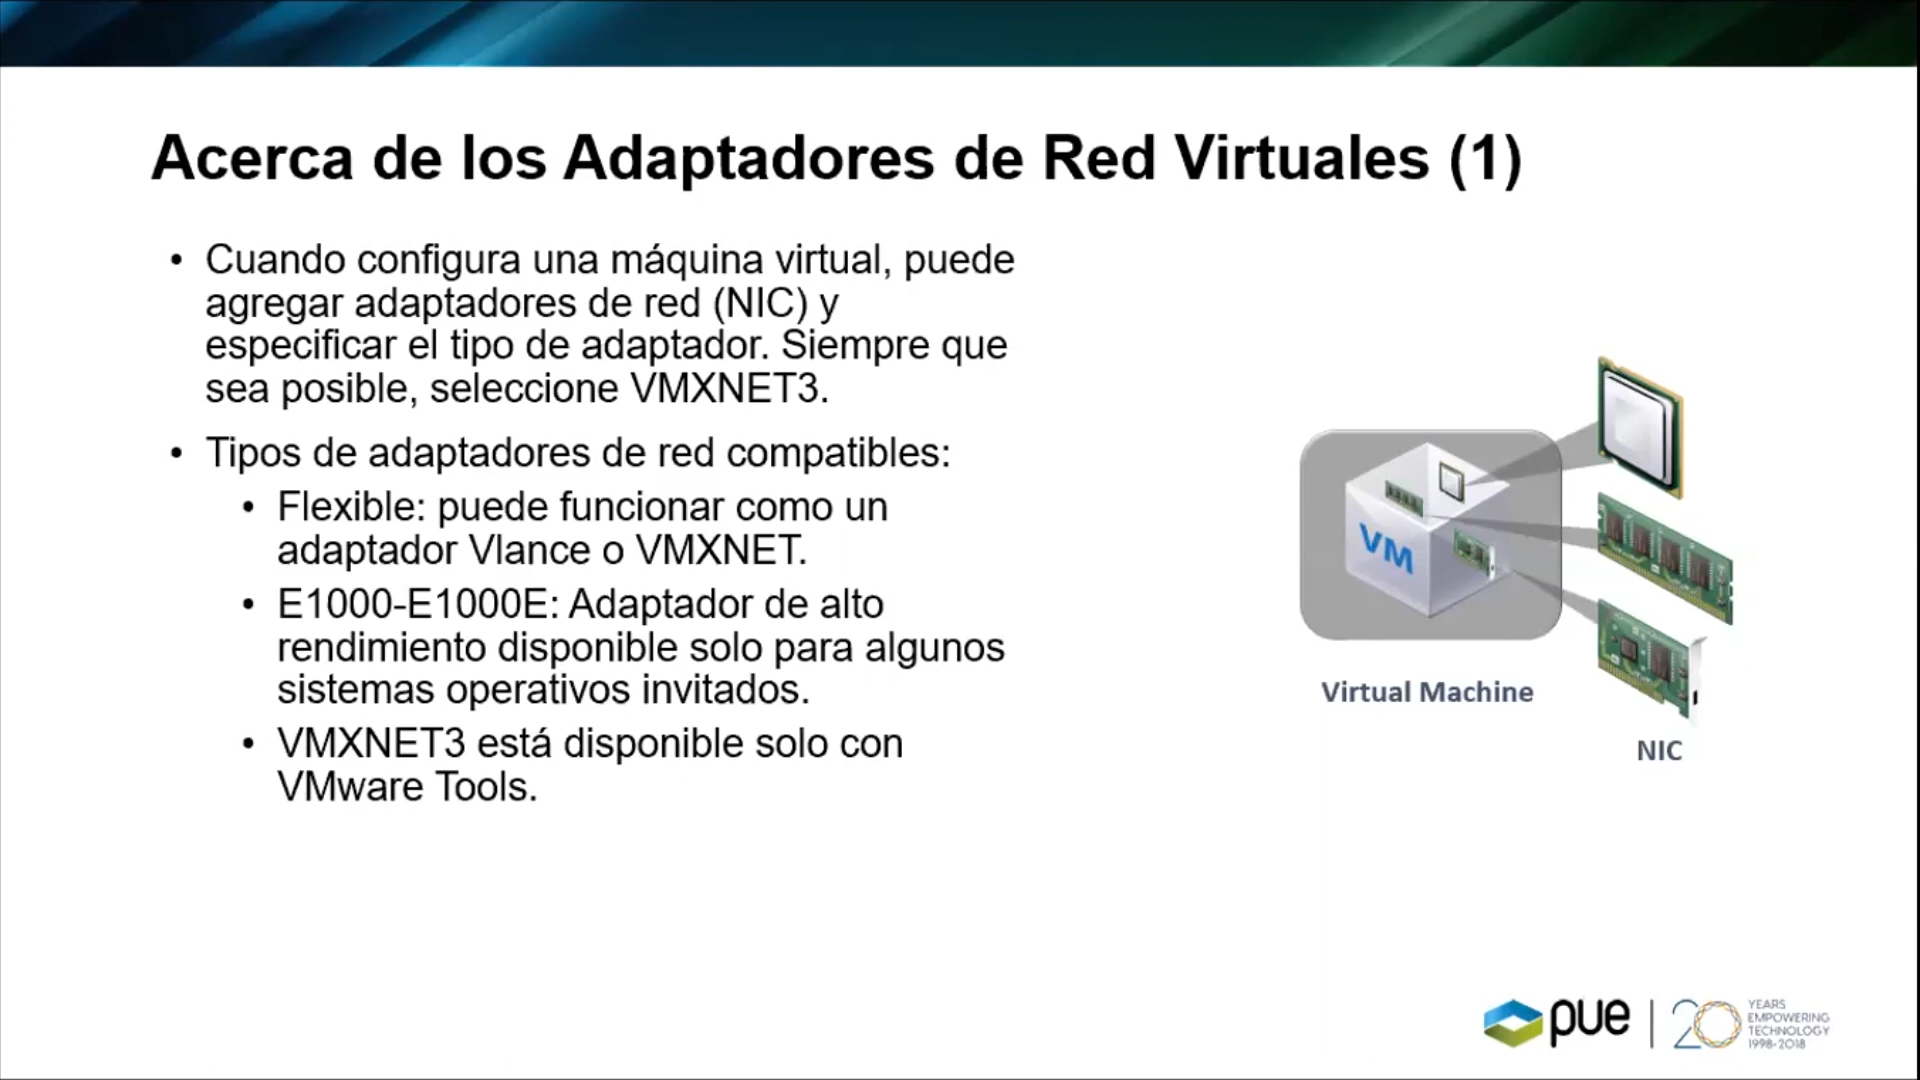 Acerca de los Adaptadores de Red Virtuales (1)
• Cuando configura una máquina virtual, puede
agregar adaptadores de red (NIC) y
especificar el tipo de adaptador. Siempre que
sea posible, seleccione VMXNET3.
• Tipos de adaptadores de red compatibles:
• Flexible: puede funcionar como un
adaptador Vlance o VMXNET.
• E1000-E1000E: Adaptador de alto
rendimiento disponible solo para algunos
sistemas operativos invitados.
• VMXNET3 está disponible solo con
VMware Tools.
VM
Virtual Machine
NIC
pue
20
YEARS
EMPOWERING
TECHNOLOGY
1998-2018